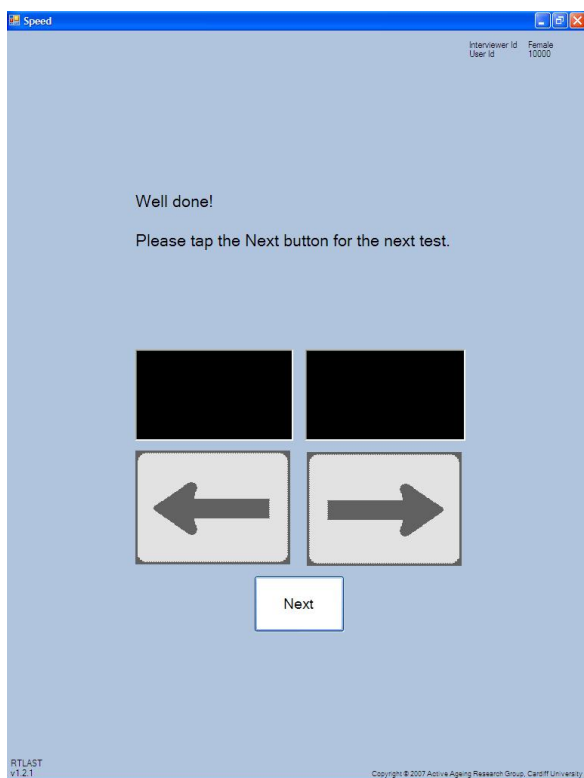 Speed
Interviewer Id Female
User Id 10000
Well done!
Please tap the Next button for the next test.
Next
RTLAST
v1.2.1
Copyright © 2007 Active Ageing Research Group, Cardiff University